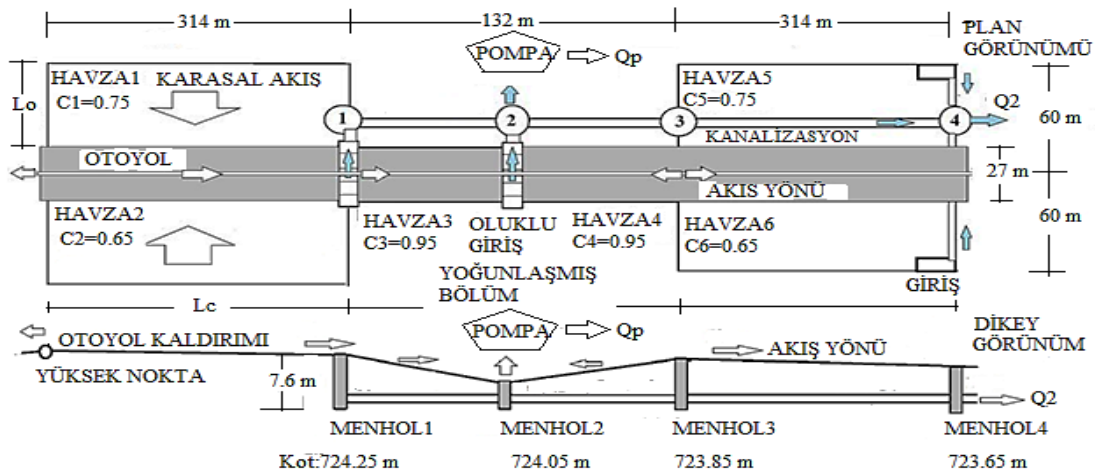 314 m
132 m
314 m
POMPA
Qp
PLAN
GÖRÜNÜMÜ
HAVZA1
KARASAL AKIŞ
C1=0.75
HAVZA5
C5=0.75
Lo
Q2
60 m
1
2
3
4
KANALİZASYON
OTOYOL
27 m
AKIS YÖNÜ
HAVZA2
C2=0.65
HAVZA3
C3=0.95
OLUKLU
GİRİŞ
HAVZA4
C4=0.95
HAVZA6
C6=0.65
60 m
GİRİŞ
YOĞUNLAŞMIŞ
BÖLÜM
Lc
POMPA
Qp
DİKEY
GÖRÜNÜM
OTOYOL KALDIRIMI
AKIŞ YÖNÜ
YÜKSEK NOKTA
7.6 m
Q2
MENHOL1
MENHOL2
MENHOL3
MENHOL4
Kot:724.25 m
724.05 m
723.85 m
723.65 m